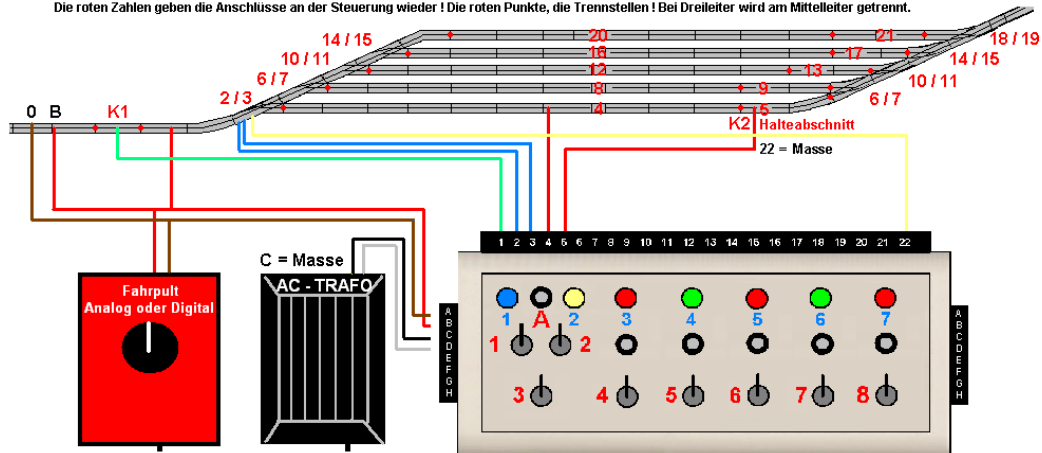 Die roten Zahlen geben die Anschlüsse an der Steuerung wieder ! Die roten Punkte, die Trennstellen ! Bei Dreileiter wird am Mittelleiter getrennt.
20 21 18 / 19
14 / 15 16 17 14 / 15
10 / 11 12 13 10 / 11
6 / 7 8 9 6 / 7
2 / 3 4 5
0 B K1 K2 Halteabschnitt
22 = Masse
1 2 3 4 5 6 7 8 9 10 11 12 13 14 15 16 17 18 19 20 21 22
C = Masse
AC - TRAFO
Fahrpult
Analog oder Digital
A B C D E F G H
1 A 2 3 4 5 6 7
1 2
3 4 5 6 7 8
A B C D E F G H